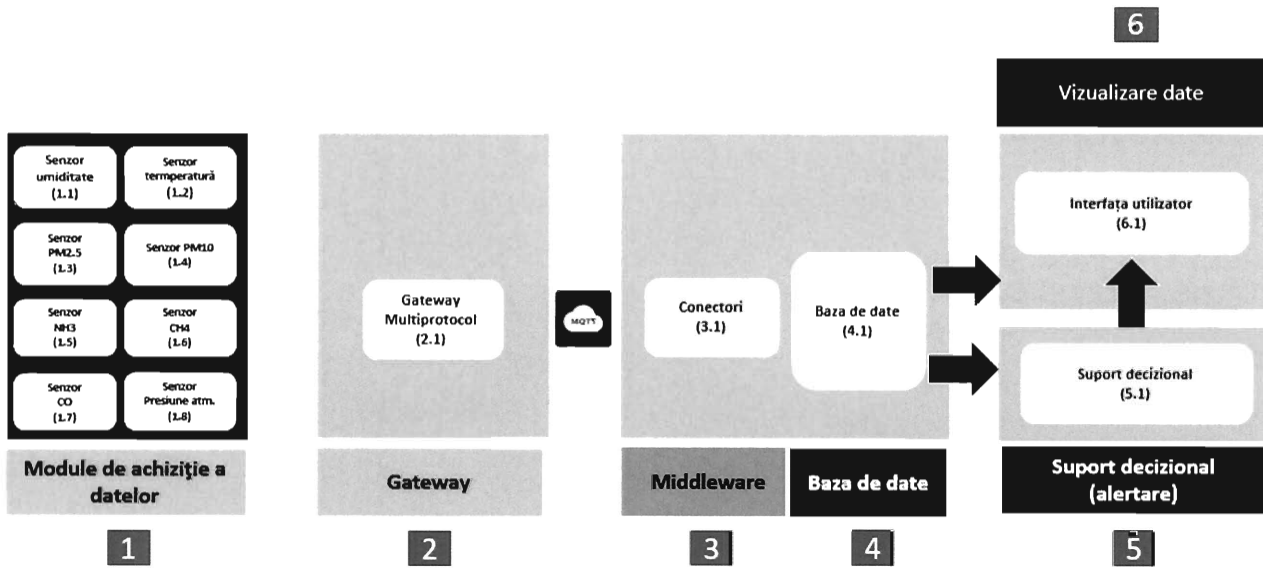 6
Vizualizare date
Senzor
umiditate
(1.1)
Senzor
termperatură
(1.2)
Senzor
PM2.5
(1.3)
Senzor PM10
(1.4)
Senzor
NH3
(1.5)
Senzor
CH4
(1.6)
Senzor
CO
(1.7)
Senzor
Presiune atm.
(1.8)
Module de achiziție a
datelor
1
Gateway
Multiprotocol
(2.1)
Gateway
2
MQTT
Conectori
(3.1)
Middleware
3
Baza de date
(4.1)
Baza de date
4
Interfața utilizator
(6.1)
Suport decizional
(5.1)
Suport decizional
(alertare)
5